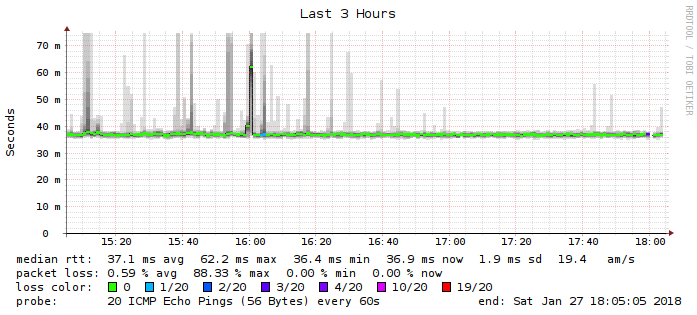 Last 3 Hours
RRDTOOL / TOBI OETIKER
Seconds
70 m
60 m
50 m
40 m
30 m
20 m
10 m
0
15:20 15:40 16:00 16:20 16:40 17:00 17:20 17:40 18:00
median rtt: 37.1 ms avg 62.2 ms max 36.4 ms min 36.9 ms now 1.9 ms sd 19.4 am/s
packet loss: 0.59 % avg 88.33 % max 0.00 % min 0.00 % now
loss color: 0 1/20 2/20 3/20 4/20 10/20 19/20
probe: 20 ICMP Echo Pings (56 Bytes) every 60s end: Sat Jan 27 18:05:05 2018